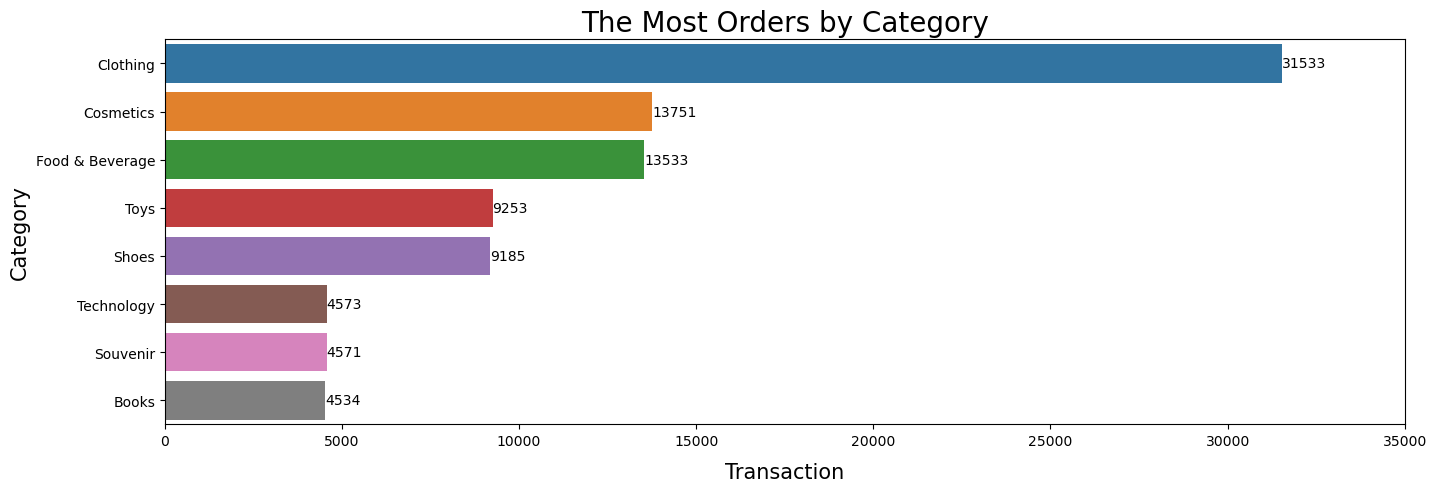 The Most Orders by Category
Category
Clothing 31533
Cosmetics 13751
Food & Beverage 13533
Toys 9253
Shoes 9185
Technology 4573
Souvenir 4571
Books 4534
0 5000 10000 15000 20000 25000 30000 35000
Transaction